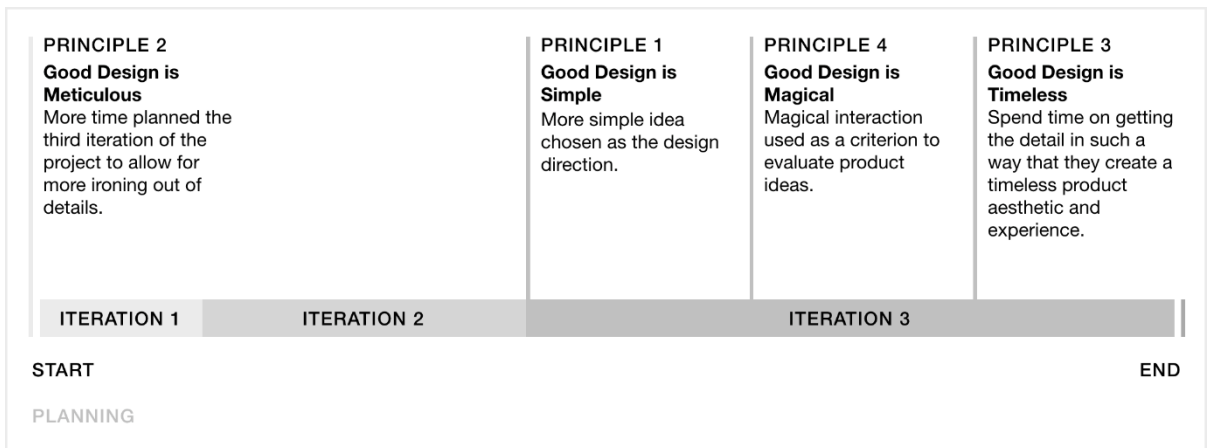 PRINCIPLE 2
Good Design is
Meticulous
More time planned the
third iteration of the
project to allow for
more ironing out of
details.
PRINCIPLE 1
Good Design is
Simple
More simple idea
chosen as the design
direction.
PRINCIPLE 4
Good Design is
Magical
Magical interaction
used as a criterion to
evaluate product
ideas.
PRINCIPLE 3
Good Design is
Timeless
Spend time on getting
the detail in such a
way that they create a
timeless product
aesthetic and
experience.
ITERATION 1
ITERATION 2
ITERATION 3
START
END
PLANNING